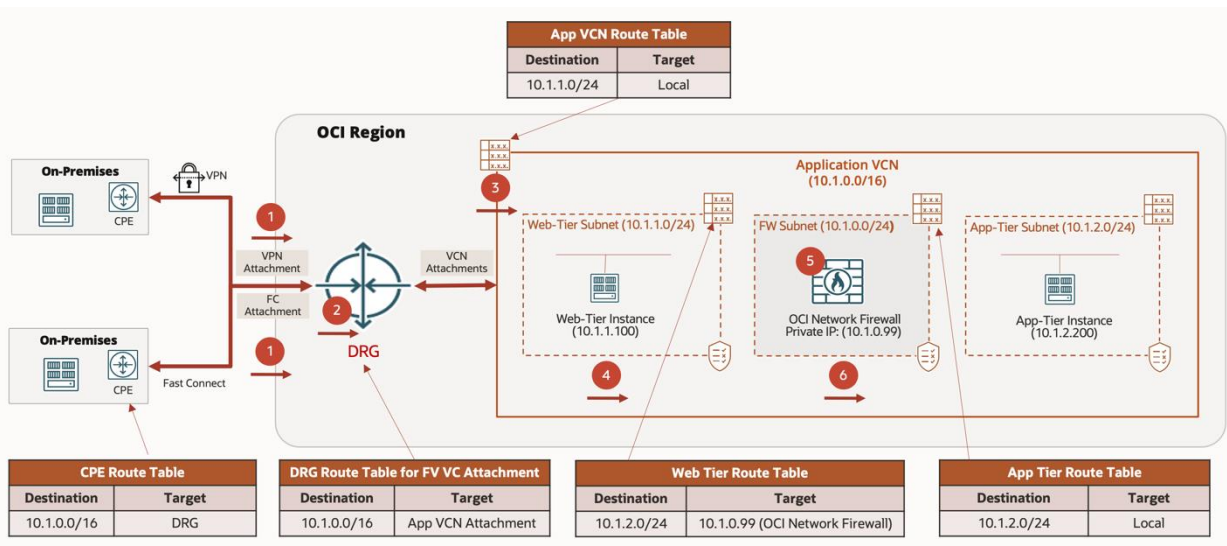 App VCN Route Table
Destination Target
10.1.1.0/24 Local
OCI Region
On-Premises
CPE
VPN
1
VPN Attachment
FC Attachment
2
DRG
VCN Attachments
1
On-Premises
CPE
Fast Connect
x.x.x.
x.x.x.
x.x.x.
3
Application VCN
(10.1.0.0/16)
Web-Tier Subnet (10.1.1.0/24)
x.x.x.
x.x.x.
x.x.x.
Web-Tier Instance
(10.1.1.100)
4
FW Subnet (10.1.0.0/24)
x.x.x.
x.x.x.
x.x.x.
5
OCI Network Firewall
Private IP: (10.1.0.99)
6
App-Tier Subnet (10.1.2.0/24)
x.x.x.
x.x.x.
x.x.x.
App-Tier Instance
(10.1.2.200)
CPE Route Table
Destination Target
10.1.0.0/16 DRG
DRG Route Table for FV VC Attachment
Destination Target
10.1.0.0/16 App VCN Attachment
Web Tier Route Table
Destination Target
10.1.2.0/24 10.1.0.99 (OCI Network Firewall)
App Tier Route Table
Destination Target
10.1.2.0/24 Local